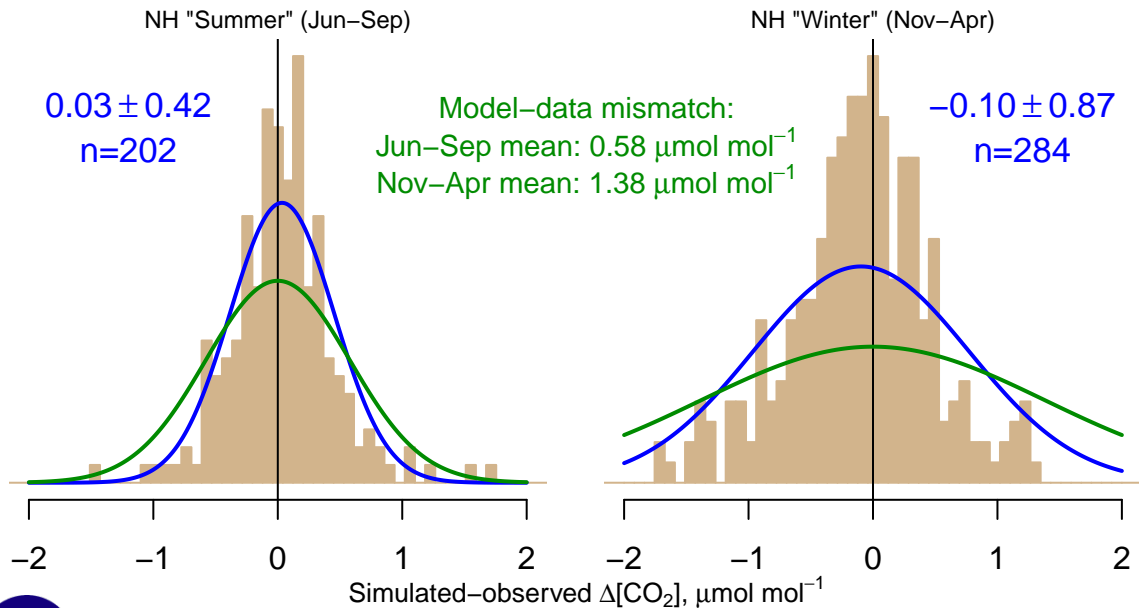 NH "Summer" (Jun−Sep)
NH "Winter" (Nov−Apr)
0.03 ± 0.42
n=202
Model−data mismatch:
Jun−Sep mean: 0.58 μmol mol⁻¹
Nov−Apr mean: 1.38 μmol mol⁻¹
−0.10 ± 0.87
n=284
−2 −1 0 1 2
−2 −1 0 1 2
Simulated−observed Δ[CO₂], μmol mol⁻¹